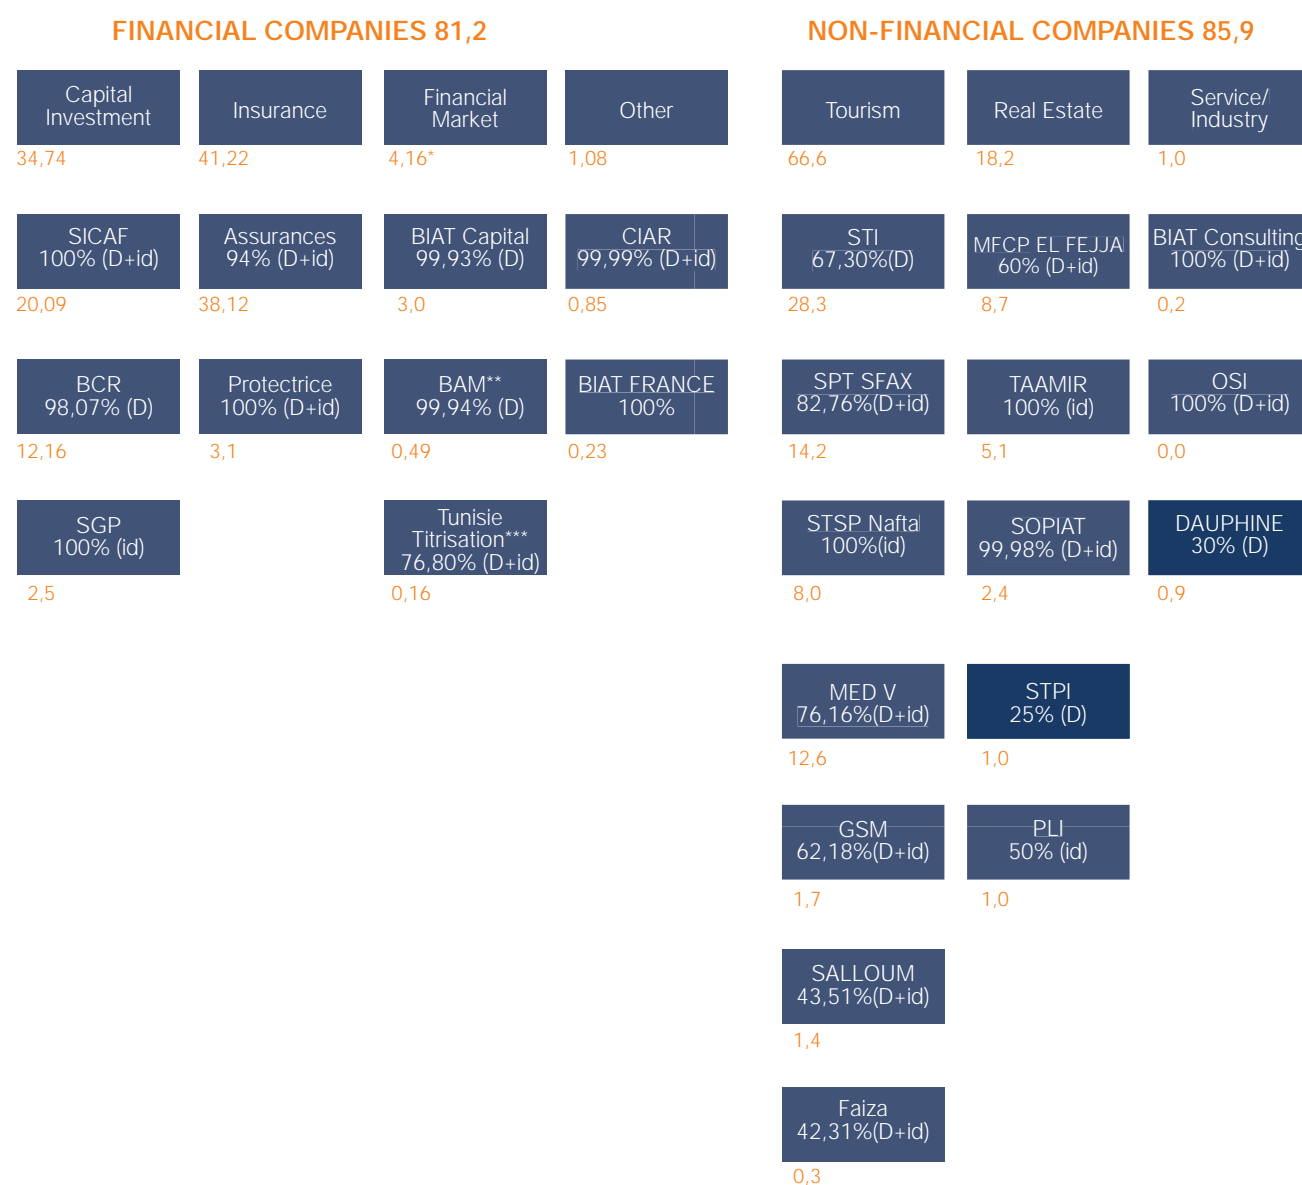 FINANCIAL COMPANIES 81,2
Capital
Investment
34,74
Insurance
41,22
Financial
Market
4,16*
Other
1,08
SICAF
100% (D+id)
20,09
Assurances
94% (D+id)
38,12
BIAT Capital
99,93% (D)
3,0
CIAR
99,99% (D+id)
0,85
BCR
98,07% (D)
12,16
Protectrice
100% (D+id)
3,1
BAM**
99,94% (D)
0,49
BIAT FRANCE
100%
0,23
SGP
100% (id)
2,5
Tunisie
Titrisation***
76,80% (D+id)
0,16
NON-FINANCIAL COMPANIES 85,9
Tourism
66,6
Real Estate
18,2
Service/
Industry
1,0
STI
67,30%(D)
28,3
MFCP EL FEJJA
60% (D+id)
8,7
BIAT Consulting
100% (D+id)
0,2
SPT SFAX
82,76%(D+id)
14,2
TAAMIR
100% (id)
5,1
OSI
100% (D+id)
0,0
STSP Nafta
100%(id)
8,0
SOPIAT
99,98% (D+id)
2,4
DAUPHINE
30% (D)
0,9
MED V
76,16%(D+id)
12,6
STPI
25% (D)
1,0
GSM
62,18%(D+id)
1,7
PLI
50% (id)
1,0
SALLOUM
43,51%(D+id)
1,4
Faiza
42,31%(D+id)
0,3